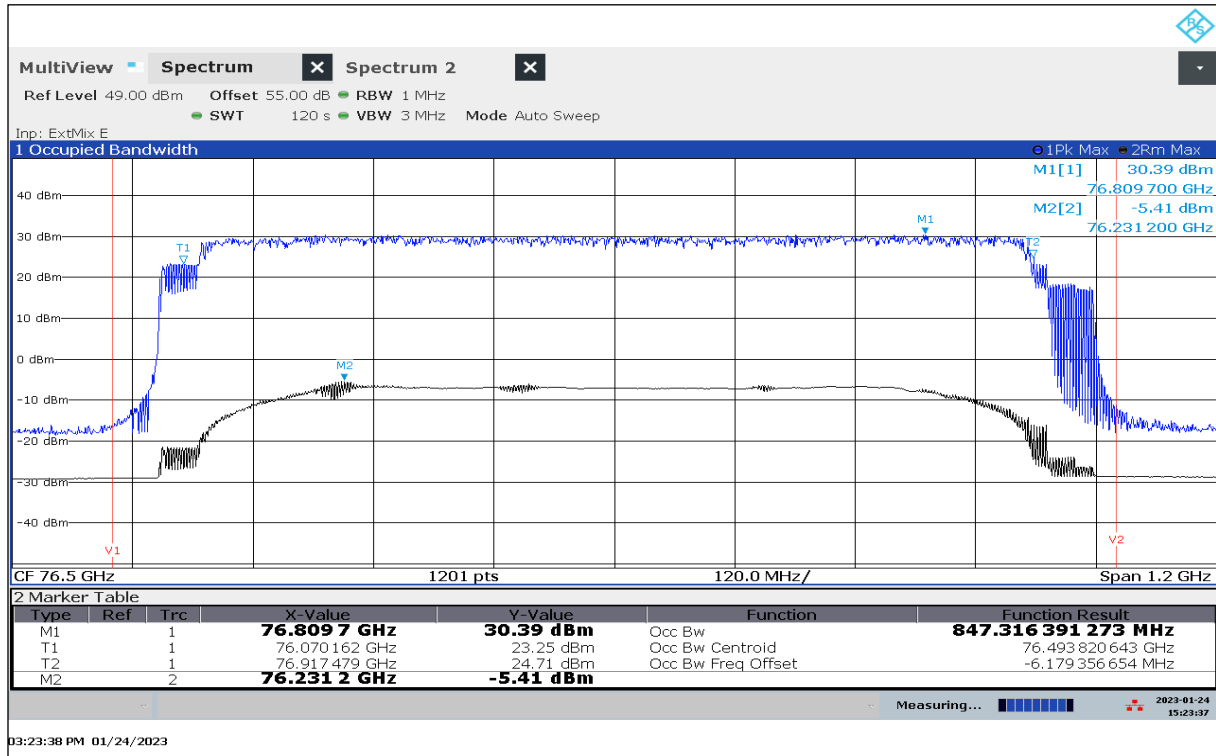 R&S
MultiView Spectrum X Spectrum 2 X
Ref Level 49.00 dBm Offset 55.00 dB RBW 1 MHz
SWT 120 s VBW 3 MHz Mode Auto Sweep
Inp: ExtMix E
1 Occupied Bandwidth 1Pk Max 2Rm Max
M1[1] 30.39 dBm
76.809 700 GHz
M2[2] -5.41 dBm
76.231 200 GHz
40 dBm
30 dBm
20 dBm
10 dBm
0 dBm
-10 dBm
-20 dBm
-30 dBm
-40 dBm
T1
M1
T2
M2
V1
V2
CF 76.5 GHz 1201 pts 120.0 MHz/ Span 1.2 GHz
2 Marker Table
Type Ref Trc X-Value Y-Value Function Function Result
M1 1 76.809 7 GHz 30.39 dBm Occ Bw 847.316 391 273 MHz
T1 1 76.070 162 GHz 23.25 dBm Occ Bw Centroid 76.493 820 643 GHz
T2 1 76.917 479 GHz 24.71 dBm Occ Bw Freq Offset -6.179 356 654 MHz
M2 2 76.231 2 GHz -5.41 dBm
Measuring... 2023-01-24
15:23:37
03:23:38 PM 01/24/2023